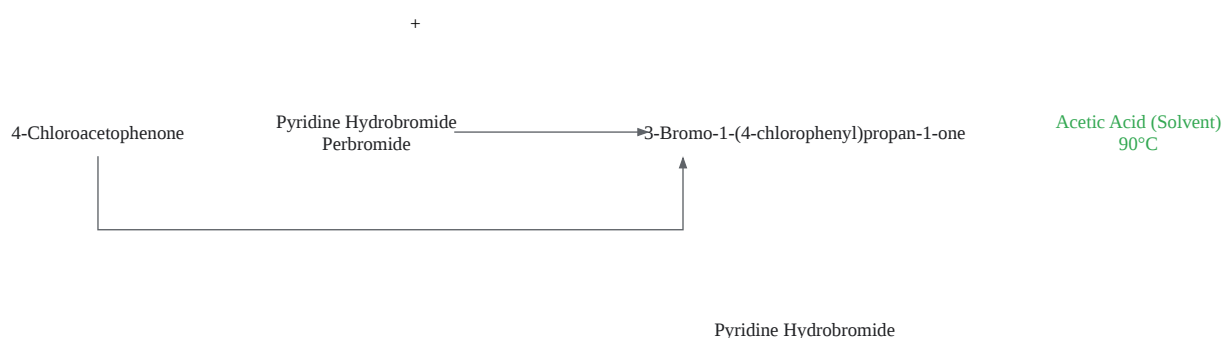 +
4-Chloroacetophenone
Pyridine Hydrobromide
Perbromide
3-Bromo-1-(4-chlorophenyl)propan-1-one
Acetic Acid (Solvent)
90°C
Pyridine Hydrobromide